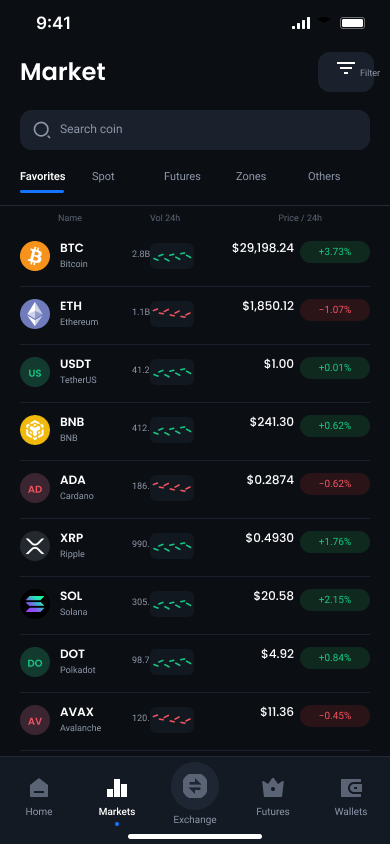 9:41
Market
Filter
Search coin
Favorites Spot Futures Zones Others
Name Vol 24h Price / 24h
BTC 2.8B $29,198.24 +3.73%
Bitcoin
ETH 1.1B $1,850.12 −1.07%
Ethereum
US USDT 41.2 $1.00 +0.01%
TetherUS
BNB 412. $241.30 +0.62%
BNB
AD ADA 186. $0.2874 −0.62%
Cardano
XRP 990. $0.4930 +1.76%
Ripple
SOL 305. $20.58 +2.15%
Solana
DO DOT 98.7 $4.92 +0.84%
Polkadot
AV AVAX 120. $11.36 −0.45%
Avalanche
Home Markets Exchange Futures Wallets